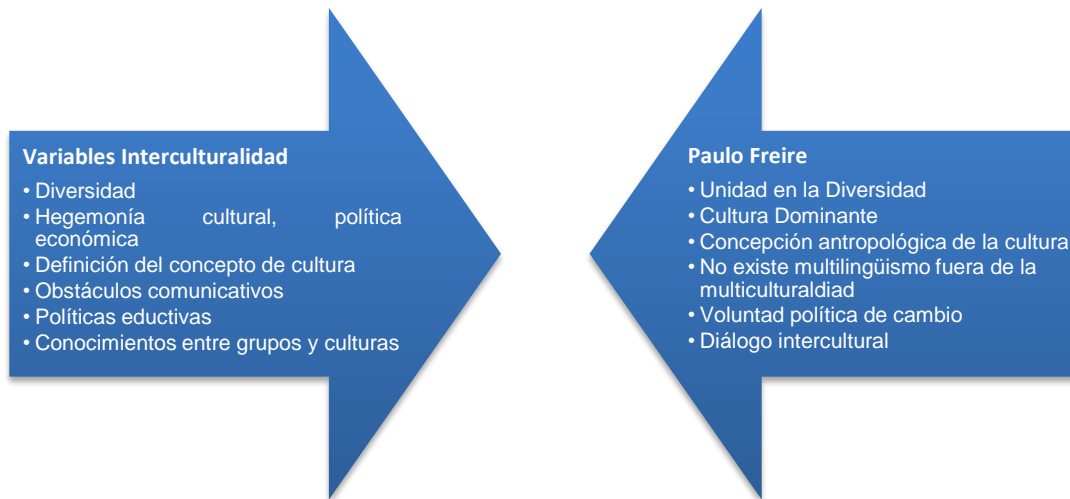 Variables Interculturalidad
• Diversidad
• Hegemonía cultural, política
económica
• Definición del concepto de cultura
• Obstáculos comunicativos
• Políticas eductivas
• Conocimientos entre grupos y culturas
Paulo Freire
• Unidad en la Diversidad
• Cultura Dominante
• Concepción antropológica de la cultura
• No existe multilingüismo fuera de la
multiculturaldiad
• Voluntad política de cambio
• Diálogo intercultural